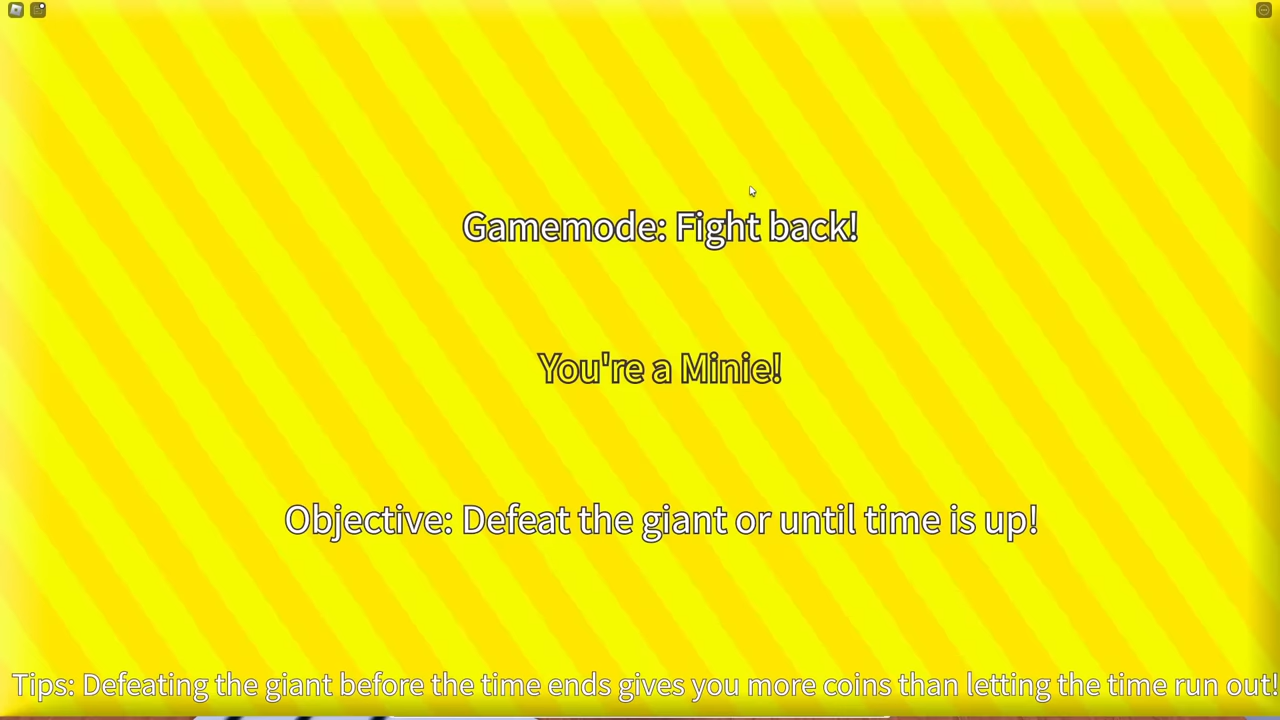 Gamemode: Fight back!
You're a Minie!
Objective: Defeat the giant or until time is up!
Tips: Defeating the giant before the time ends gives you more coins than letting the time run out!